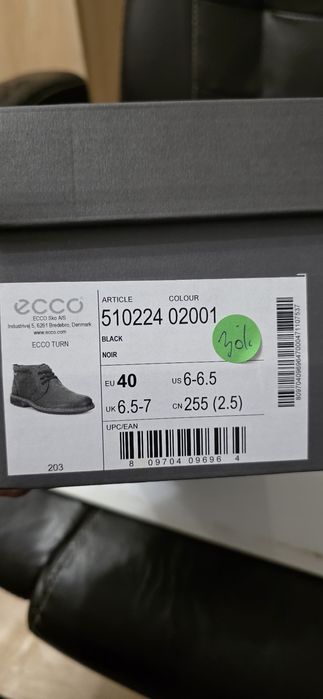 ecco
ECCO Sko A/S
Industrivej 5, 6261 Bredebro, Denmark
www.ecco.com
ECCO TURN
203
ARTICLE COLOUR
510224 02001
BLACK
NOIR
EU 40 US 6-6.5
UK 6.5-7 CN 255 (2.5)
UPC/EAN
8 09704 09696 4
żół.